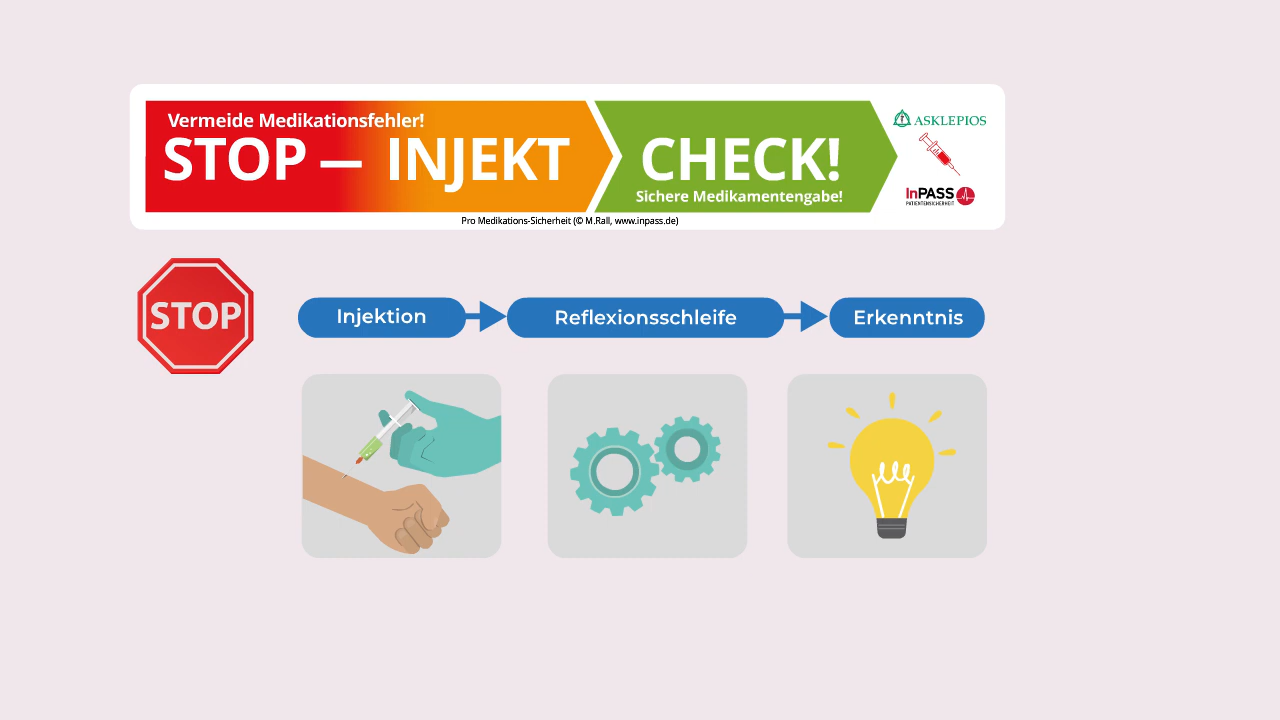 Vermeide Medikationsfehler!
STOP – INJEKT CHECK!
Sichere Medikamentengabe!
ASKLEPIOS
InPASS
PATIENTENSICHERHEIT
Pro Medikations-Sicherheit (© M.Rall, www.inpass.de)
STOP
Injektion
Reflexionsschleife
Erkenntnis